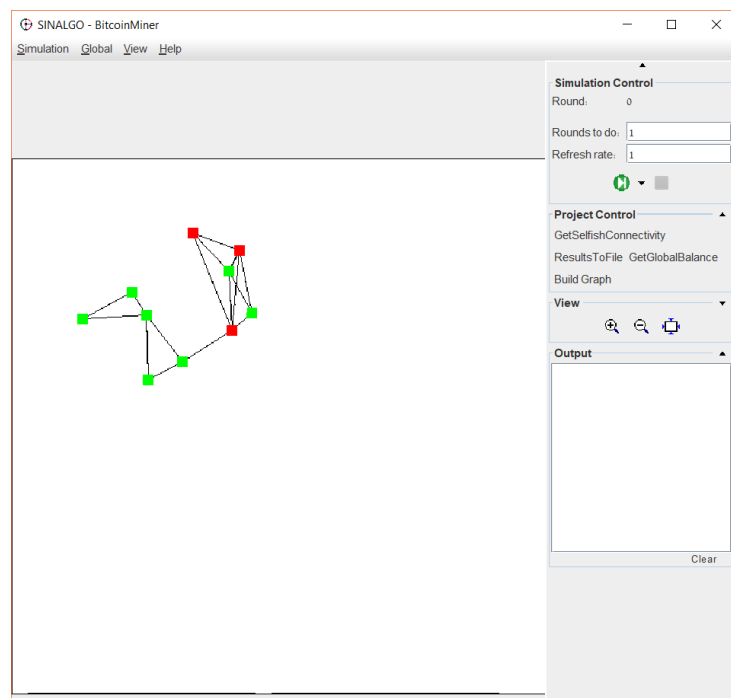 SINALGO - BitcoinMiner
Simulation Global View Help
Simulation Control
Round: 0
Rounds to do: 1
Refresh rate: 1
Project Control
GetSelfishConnectivity
ResultsToFile GetGlobalBalance
Build Graph
View
Output
Clear